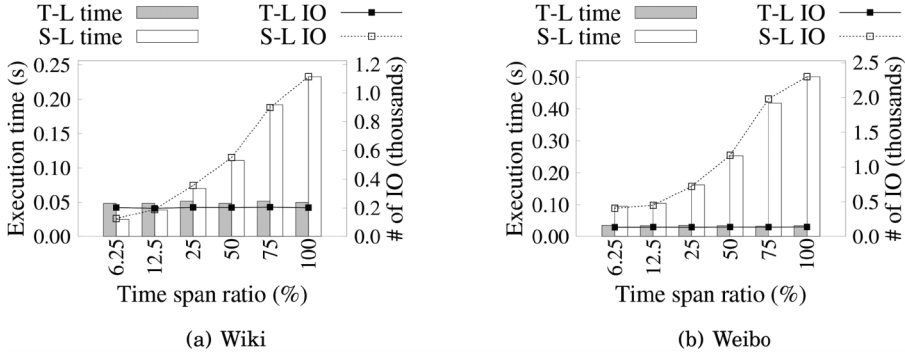 T-L time T-L IO
S-L time S-L IO
0.25
0.20
0.15
0.10
0.05
0.00
Execution time (s)
1.2
1.0
0.8
0.6
0.4
0.2
0.0
# of IO (thousands)
6.25 12.5 25 50 75 100
Time span ratio (%)
(a) Wiki
T-L time T-L IO
S-L time S-L IO
0.50
0.40
0.30
0.20
0.10
0.00
Execution time (s)
2.5
2.0
1.5
1.0
0.5
0.0
# of IO (thousands)
6.25 12.5 25 50 75 100
Time span ratio (%)
(b) Weibo